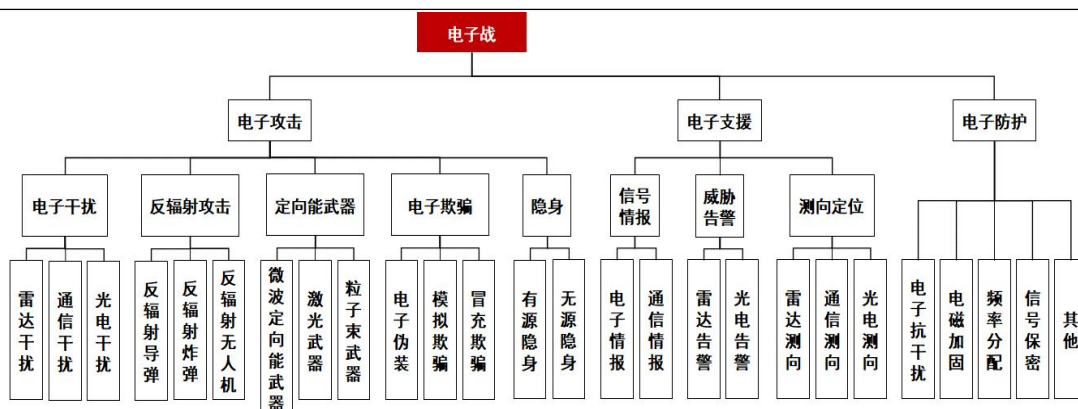 电子战
电子攻击
电子支援
电子防护
电子干扰
反辐射攻击
定向能武器
电子欺骗
隐身
信号
情报
威胁
告警
测向定位
雷达干扰
通信干扰
光电干扰
反辐射导弹
反辐射炸弹
反辐射无人机
微波定向能武器
激光武器
粒子束武器
电子伪装
模拟欺骗
冒充欺骗
有源隐身
无源隐身
电子情报
通信情报
雷达告警
光电告警
雷达测向
通信测向
光电测向
电子抗干扰
电磁加固
频率分配
信号保密
其他